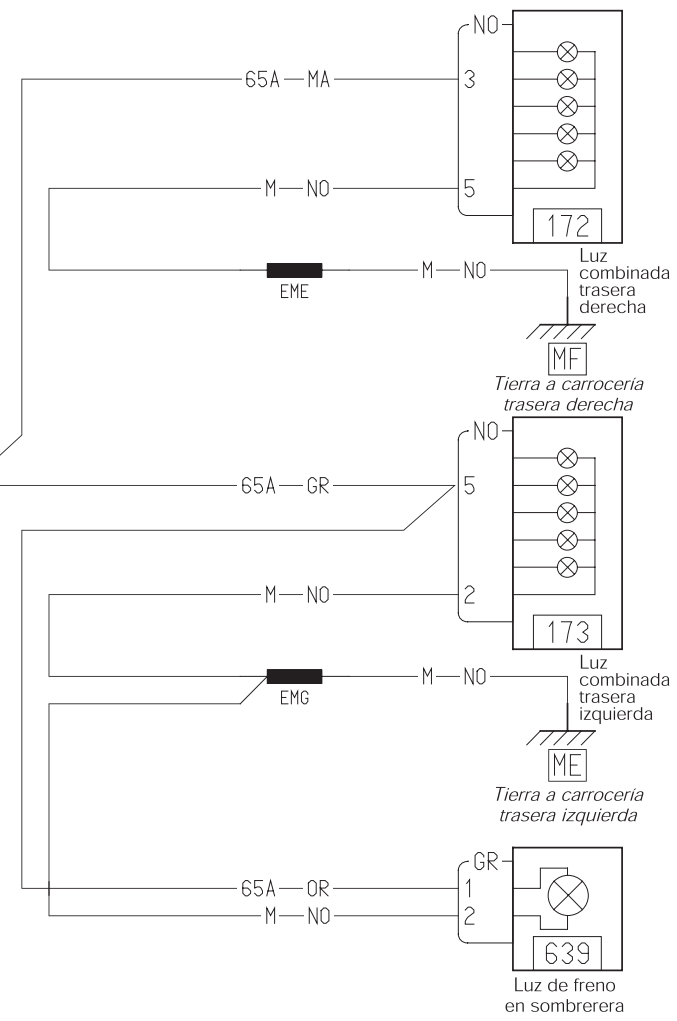 NO
65A MA 3
M NO 5
172
Luz
combinada
trasera
derecha
EME
M NO
MF
Tierra a carrocería
trasera derecha
NO
65A GR 5
M NO 2
173
Luz
combinada
trasera
izquierda
EMG
M NO
ME
Tierra a carrocería
trasera izquierda
GR
65A OR 1
M NO 2
639
Luz de freno
en sombrerera